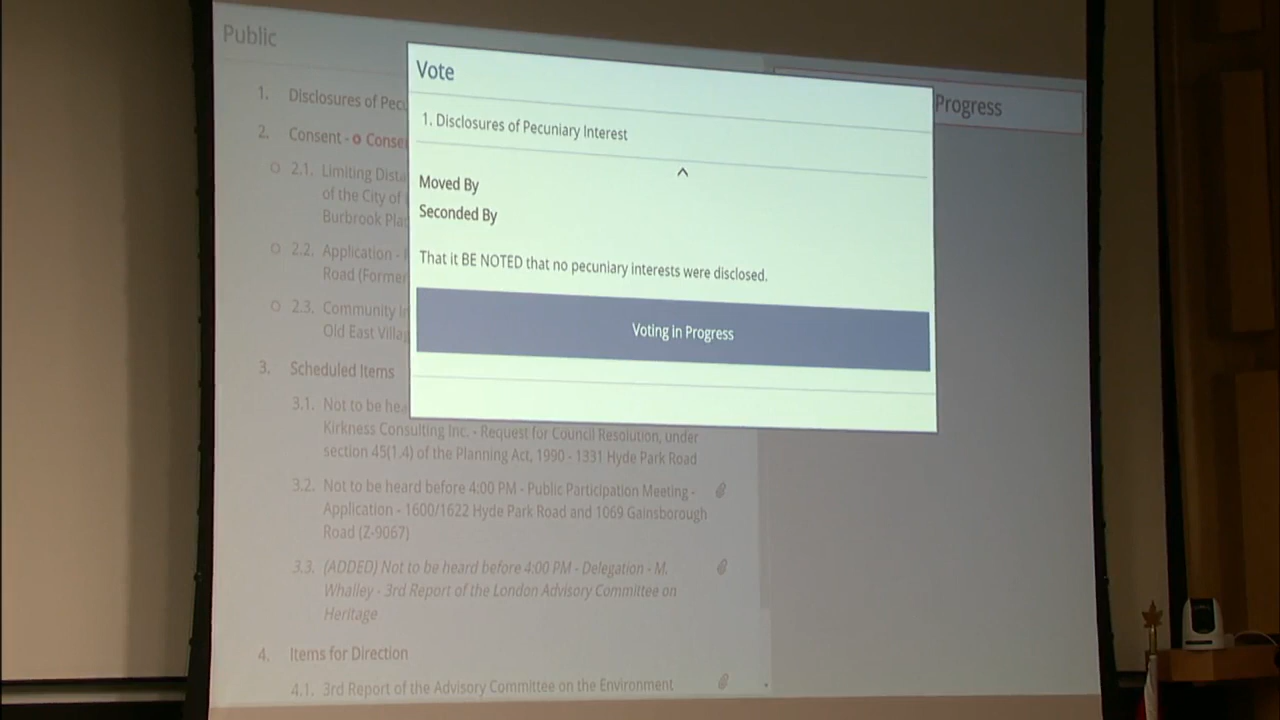 Public
Vote
Progress
1. Disclosures of Pecuniary Interest
Moved By
Seconded By
That it BE NOTED that no pecuniary interests were disclosed.
Voting in Progress
1. Disclosures of
2. Consent -
2.1. Limiting
of the City of
Burbrook
2.2. Application -
Road (Former
2.3. Community
Old East
3. Scheduled Items
3.1. Not to be
Kirkness Consulting Inc. - Request for Council Resolution, under
section 45(1.4) of the Planning Act, 1990 - 1331 Hyde Park Road
3.2. Not to be heard before 4:00 PM - Public Participation Meeting -
Application - 1600/1622 Hyde Park Road and 1069 Gainsborough
Road (Z-9067)
3.3. (ADDED) Not to be heard before 4:00 PM - Delegation - M.
Whalley - 3rd Report of the London Advisory Committee on
Heritage
4. Items for Direction
4.1. 3rd Report of the Advisory Committee on the Environment